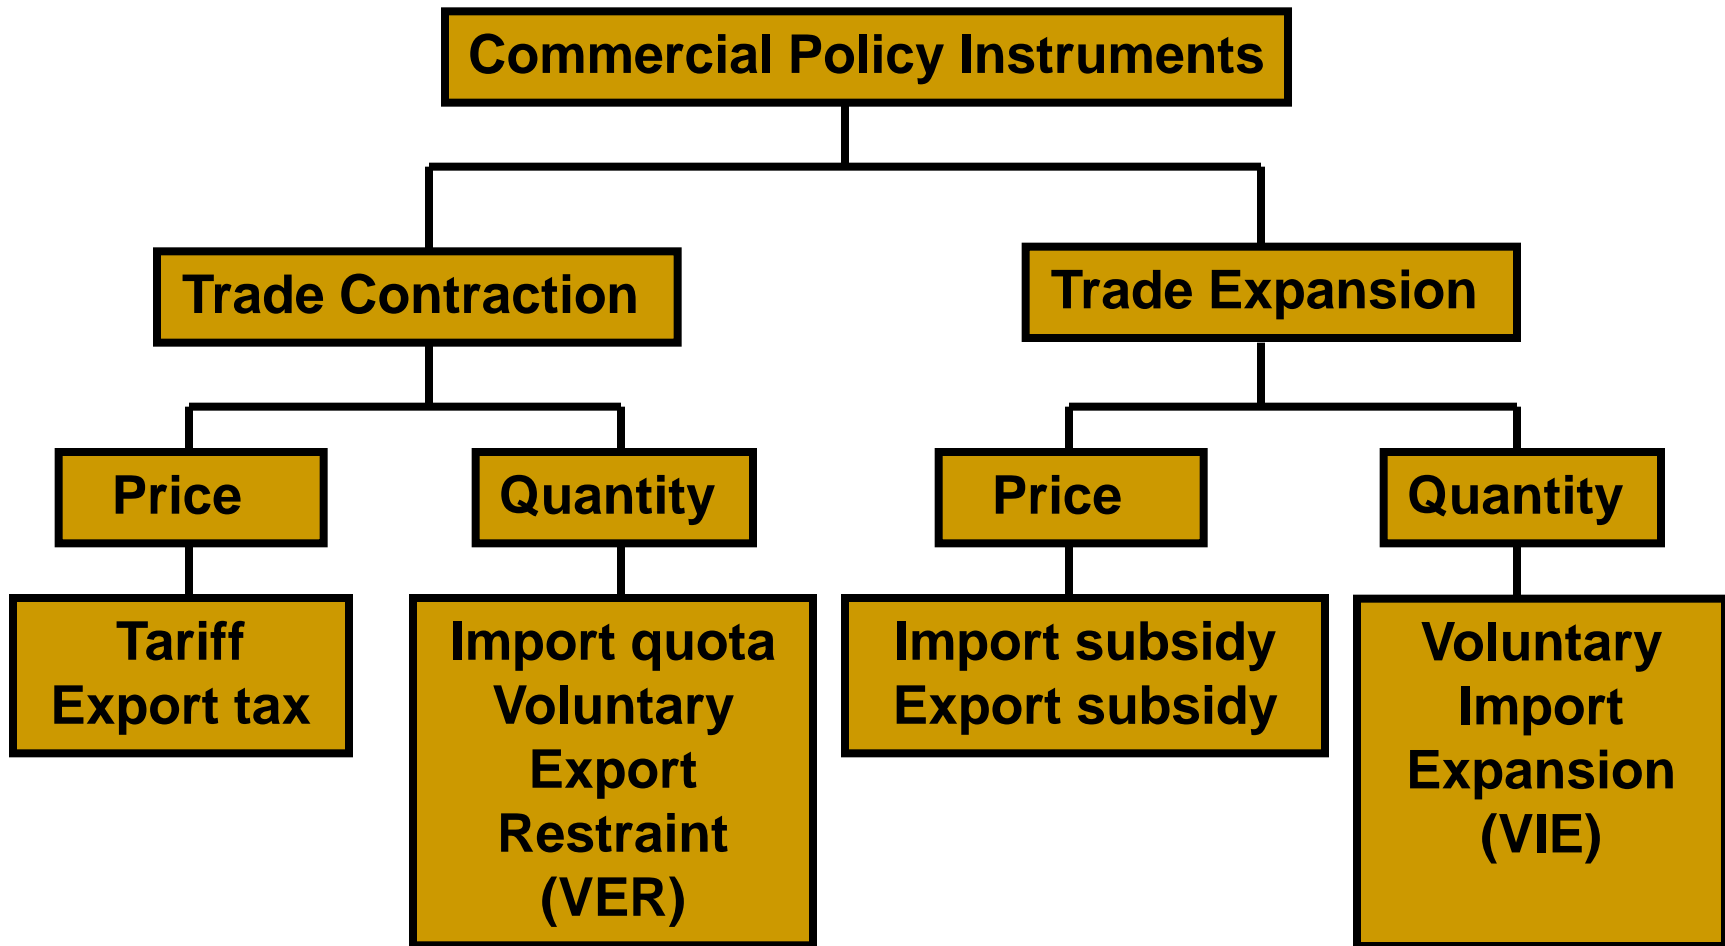 Commercial Policy Instruments
Trade Contraction
Trade Expansion
Price
Quantity
Price
Quantity
Tariff
Export tax
Import quota
Voluntary
Export
Restraint
(VER)
Import subsidy
Export subsidy
Voluntary
Import
Expansion
(VIE)